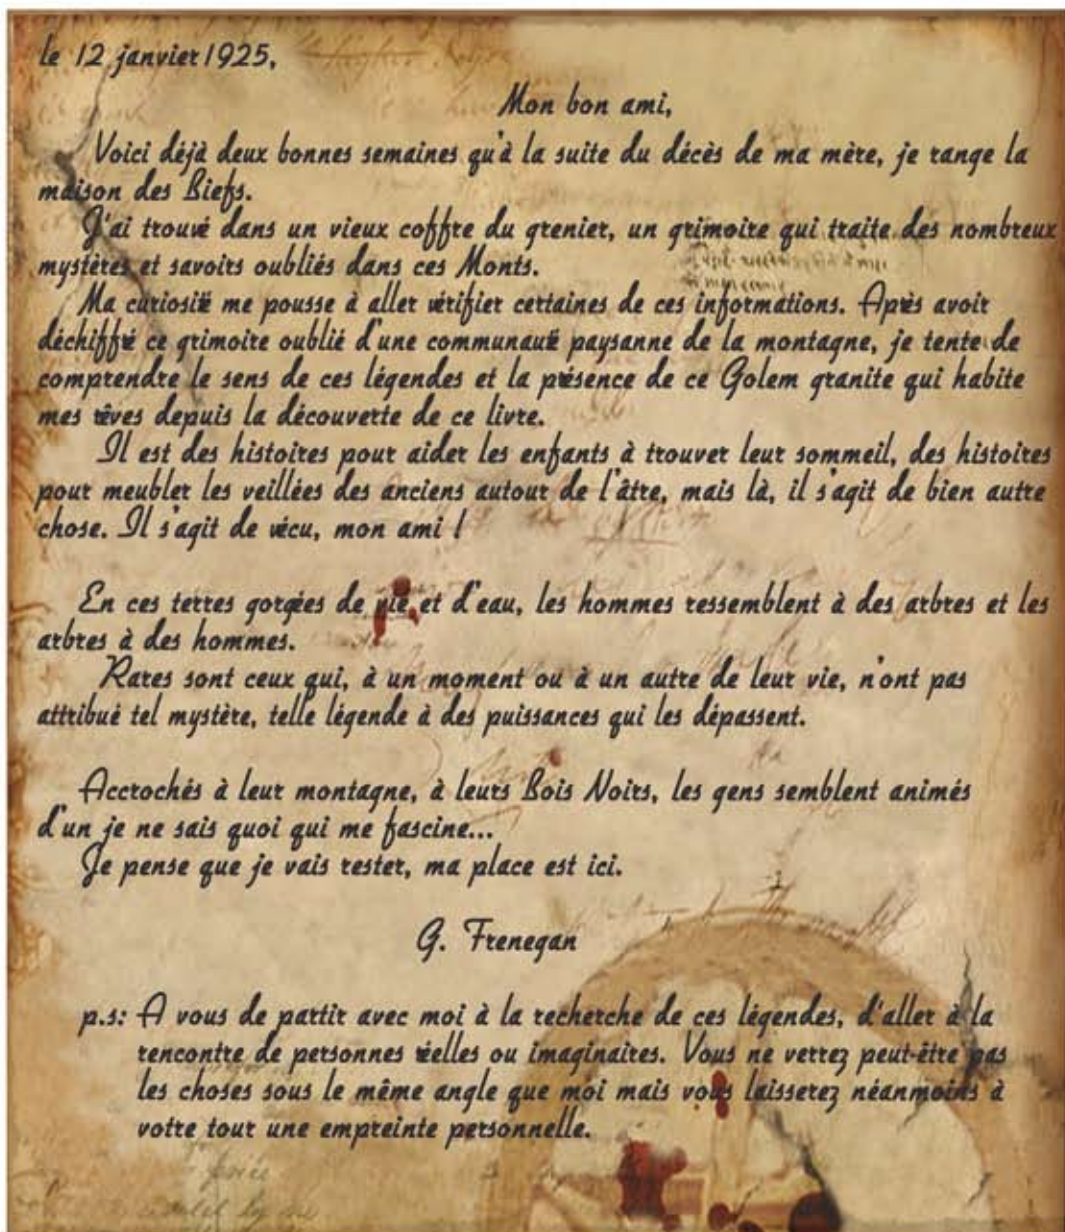 le 12 janvier 1925,
Mon bon ami,
Voici déjà deux bonnes semaines qu'à la suite du décès de ma mère, je range la
maison des Biefs.
J'ai trouvé dans un vieux coffre du grenier, un grimoire qui traite des nombreux
mystères et savoirs oubliés dans ces Monts.
Ma curiosité me pousse à aller vérifier certaines de ces informations. Après avoir
déchiffré ce grimoire oublié d'une communauté paysanne de la montagne, je tente de
comprendre le sens de ces légendes et la présence de ce Golem granite qui habite
mes rêves depuis la découverte de ce livre.
Il est des histoires pour aider les enfants à trouver leur sommeil, des histoires
pour meubler les veillées des anciens autour de l'âtre, mais là, il s'agit de bien autre
chose. Il s'agit de vécu, mon ami !
En ces terres gorgées de vie et d'eau, les hommes ressemblent à des arbres et les
arbres à des hommes.
Rares sont ceux qui, à un moment ou à un autre de leur vie, n'ont pas
attribué tel mystère, telle légende à des puissances qui les dépassent.
Accrochés à leur montagne, à leurs Bois Noirs, les gens semblent animés
d'un je ne sais quoi qui me fascine...
Je pense que je vais rester, ma place est ici.
G. Frenegan
p.s: A vous de partir avec moi à la recherche de ces légendes, d'aller à la
rencontre de personnes réelles ou imaginaires. Vous ne verrez peut-être pas
les choses sous le même angle que moi mais vous laisserez néanmoins à
votre tour une empreinte personnelle.